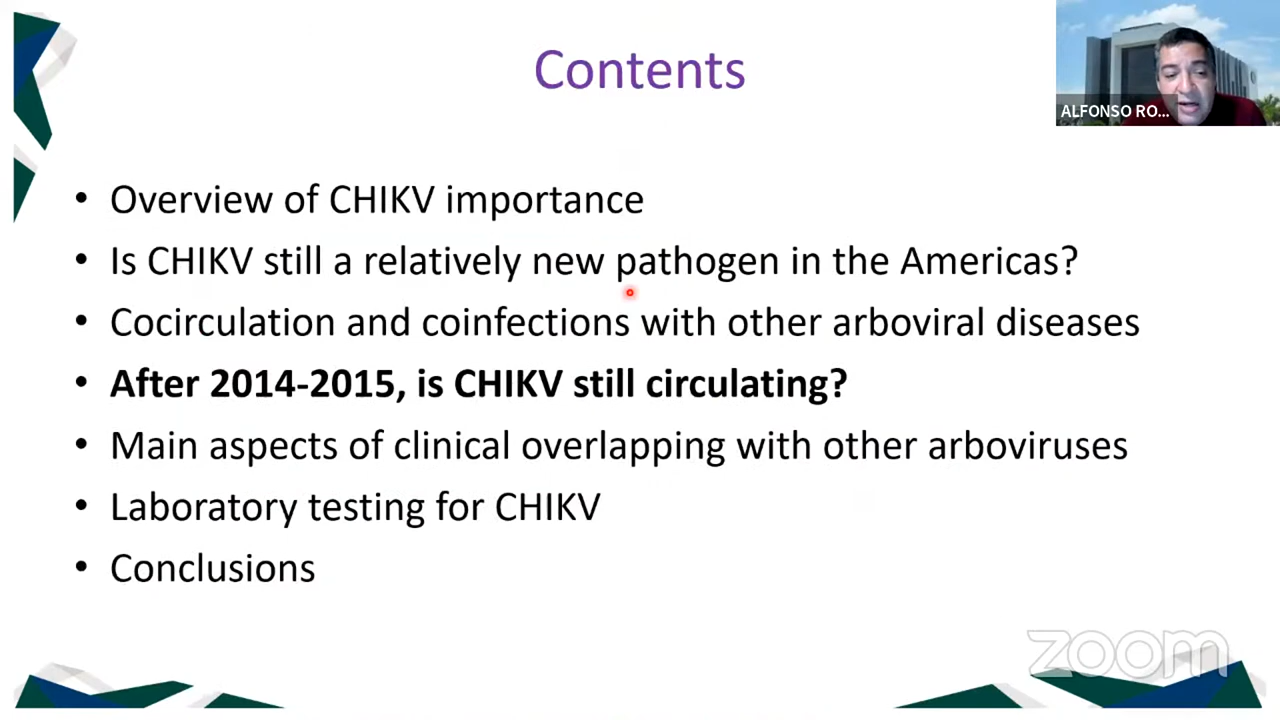 Contents
ALFONSO RO...
• Overview of CHIKV importance
• Is CHIKV still a relatively new pathogen in the Americas?
• Cocirculation and coinfections with other arboviral diseases
• After 2014-2015, is CHIKV still circulating?
• Main aspects of clinical overlapping with other arboviruses
• Laboratory testing for CHIKV
• Conclusions
zoom